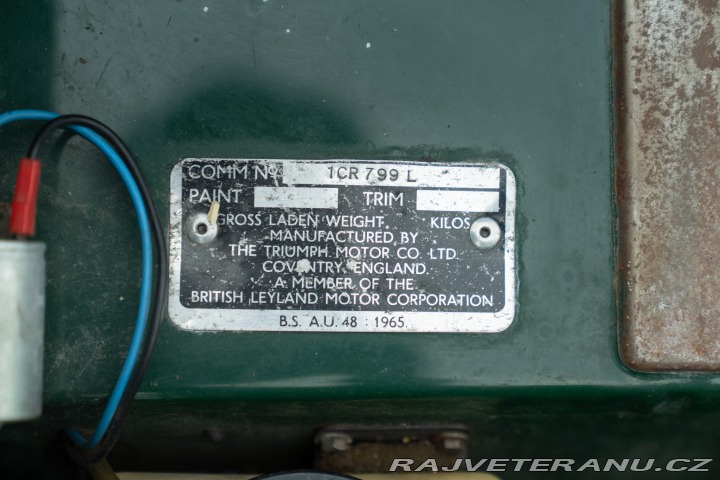 COMM Nº 1CR 799 L
PAINT TRIM
GROSS LADEN WEIGHT KILOS
MANUFACTURED BY
THE TRIUMPH MOTOR CO. LTD.
COVENTRY, ENGLAND.
A MEMBER OF THE
BRITISH LEYLAND MOTOR CORPORATION
B.S. A.U. 48 : 1965.
RAJVETERANU.CZ